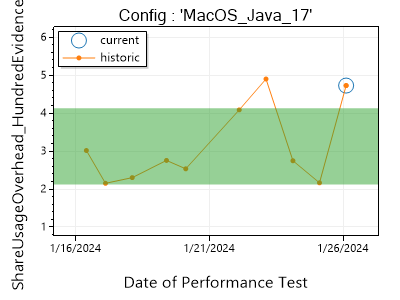 Config : 'MacOS_Java_17'
current
historic
ShareUsageOverhead_HundredEvidence
6
5
4
3
2
1
1/16/2024
1/21/2024
1/26/2024
Date of Performance Test